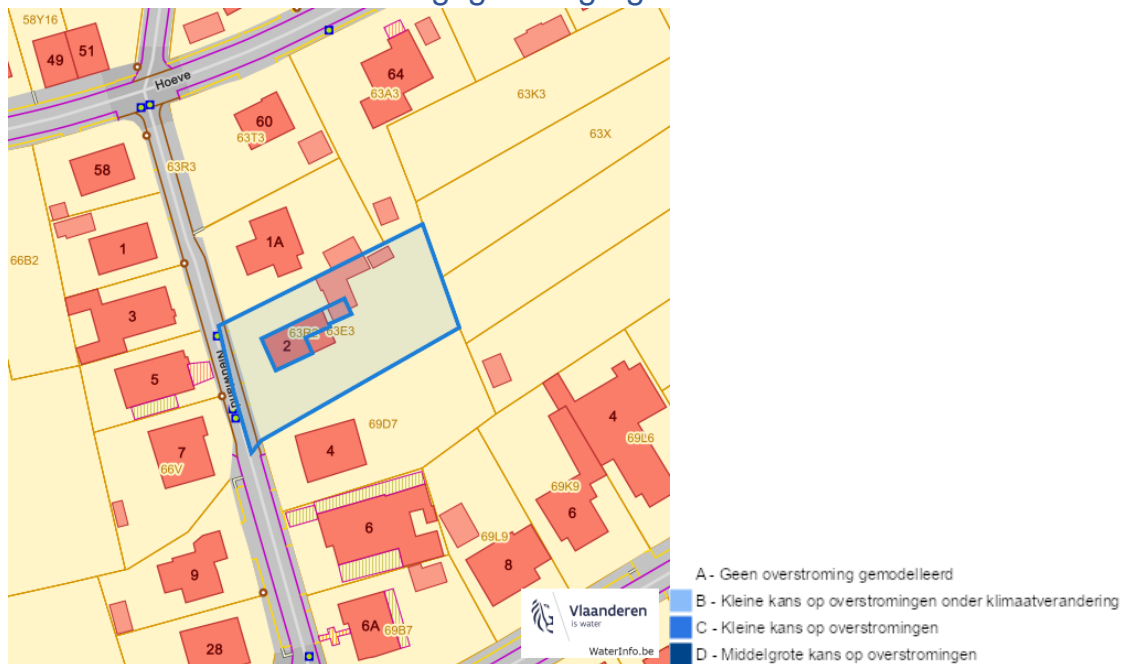 58Y16
49
51
Hoeve
64
63A3
63K3
60
63T3
63X
58
63R3
1
1A
66B2
3
63E3
2
Nieuwland
5
69D7
4
4
69L6
7
66V
69K9
6
6
69L9
8
9
6A
69B7
28
Vlaanderen
is water
WaterInfo.be
A - Geen overstroming gemodelleerd
B - Kleine kans op overstromingen onder klimaatverandering
C - Kleine kans op overstromingen
D - Middelgrote kans op overstromingen